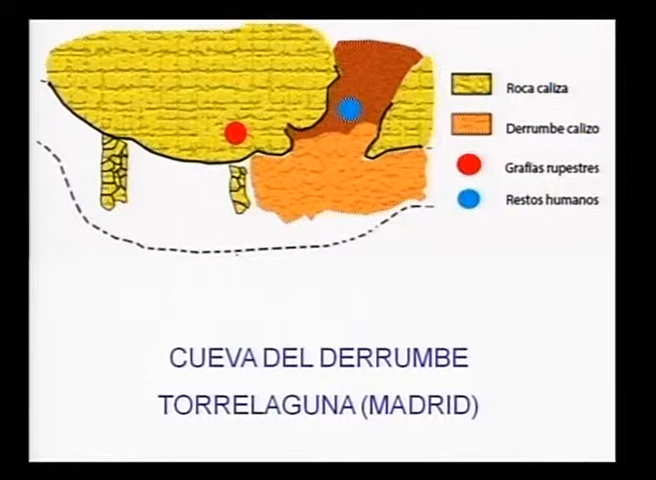 Roca caliza
Derrumbe calizo
Grafías rupestres
Restos humanos
CUEVA DEL DERRUMBE
TORRELAGUNA (MADRID)